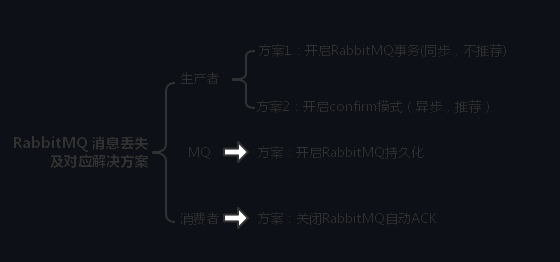 方案1：开启RabbitMQ事务(同步，不推荐)
生产者
方案2：开启confirm模式（异步，推荐）
RabbitMQ 消息丢失
及对应解决方案
MQ
方案：开启RabbitMQ持久化
消费者
方案：关闭RabbitMQ自动ACK